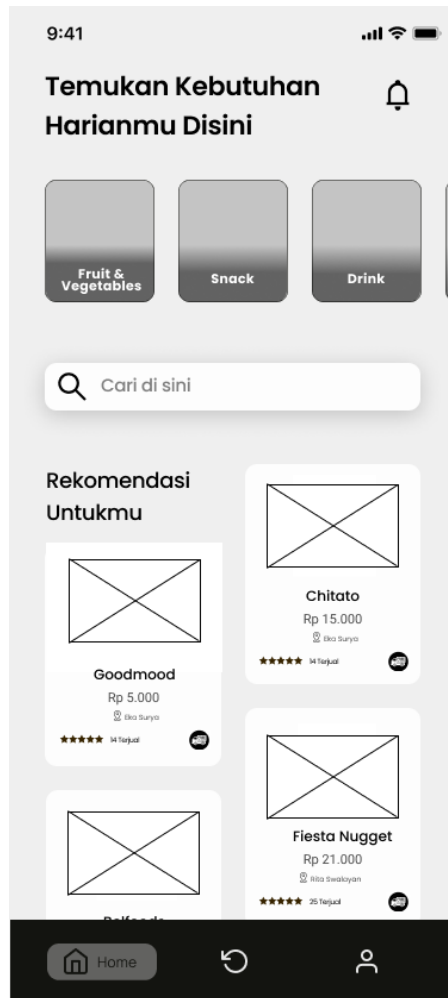 9:41
Temukan Kebutuhan
Harianmu Disini
Fruit &
Vegetables
Snack
Drink
Cari di sini
Rekomendasi
Untukmu
Goodmood
Rp 5.000
Eka Surya
14 Terjual
Chitato
Rp 15.000
Eka Surya
14 Terjual
Fiesta Nugget
Rp 21.000
Rita Swalayan
25 Terjual
Home